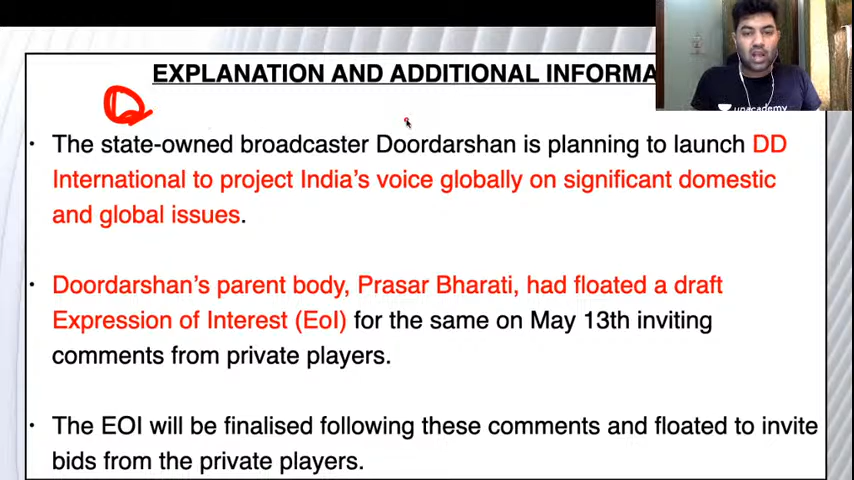 EXPLANATION AND ADDITIONAL INFORMA
unacademy
• The state-owned broadcaster Doordarshan is planning to launch DD
International to project India's voice globally on significant domestic
and global issues.
• Doordarshan's parent body, Prasar Bharati, had floated a draft
Expression of Interest (EoI) for the same on May 13th inviting
comments from private players.
• The EOI will be finalised following these comments and floated to invite
bids from the private players.